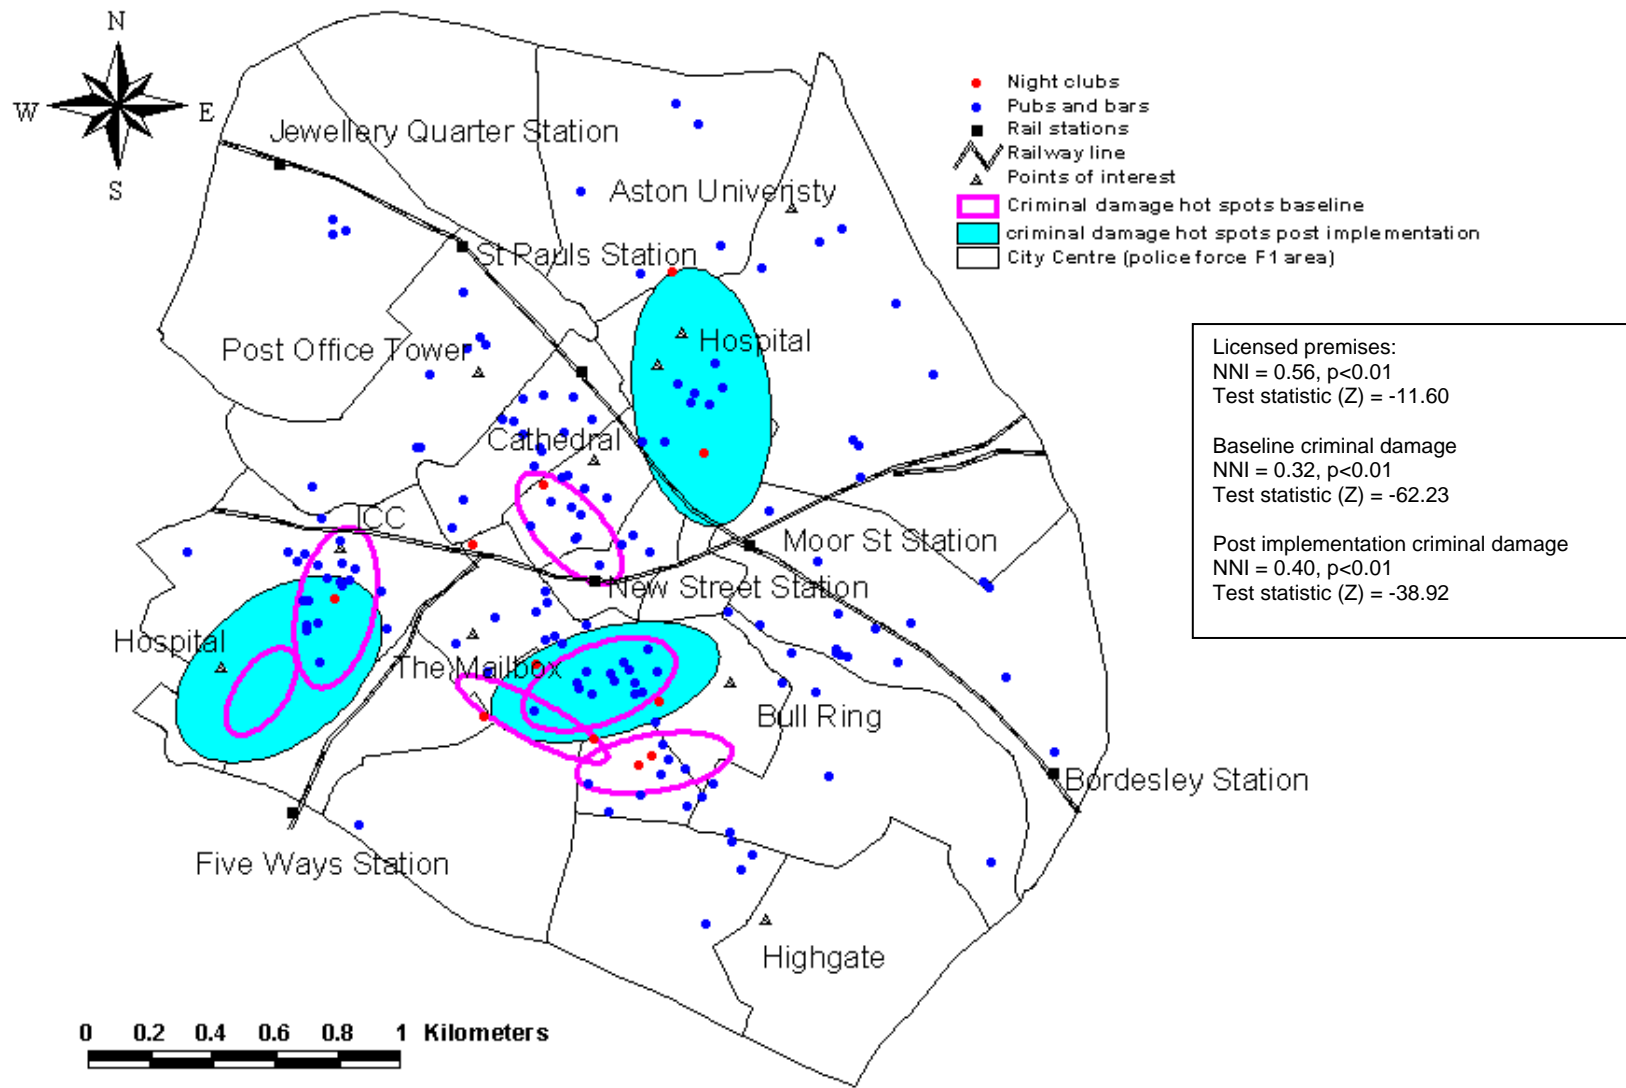 N
W
E
S
Night clubs
Pubs and bars
Rail stations
Railway line
Points of interest
Criminal damage hot spots baseline
criminal damage hot spots post implementation
City Centre (police force F1 area)
Jewellery Quarter Station
Aston Univeristy
St Pauls Station
Post Office Tower
Hospital
Cathedral
ICC
Moor St Station
New Street Station
Hospital
The Mailbox
Bull Ring
Bordesley Station
Five Ways Station
Highgate
Licensed premises:
NNI = 0.56, p<0.01
Test statistic (Z) = -11.60
Baseline criminal damage
NNI = 0.32, p<0.01
Test statistic (Z) = -62.23
Post implementation criminal damage
NNI = 0.40, p<0.01
Test statistic (Z) = -38.92
0 0.2 0.4 0.6 0.8 1 Kilometers